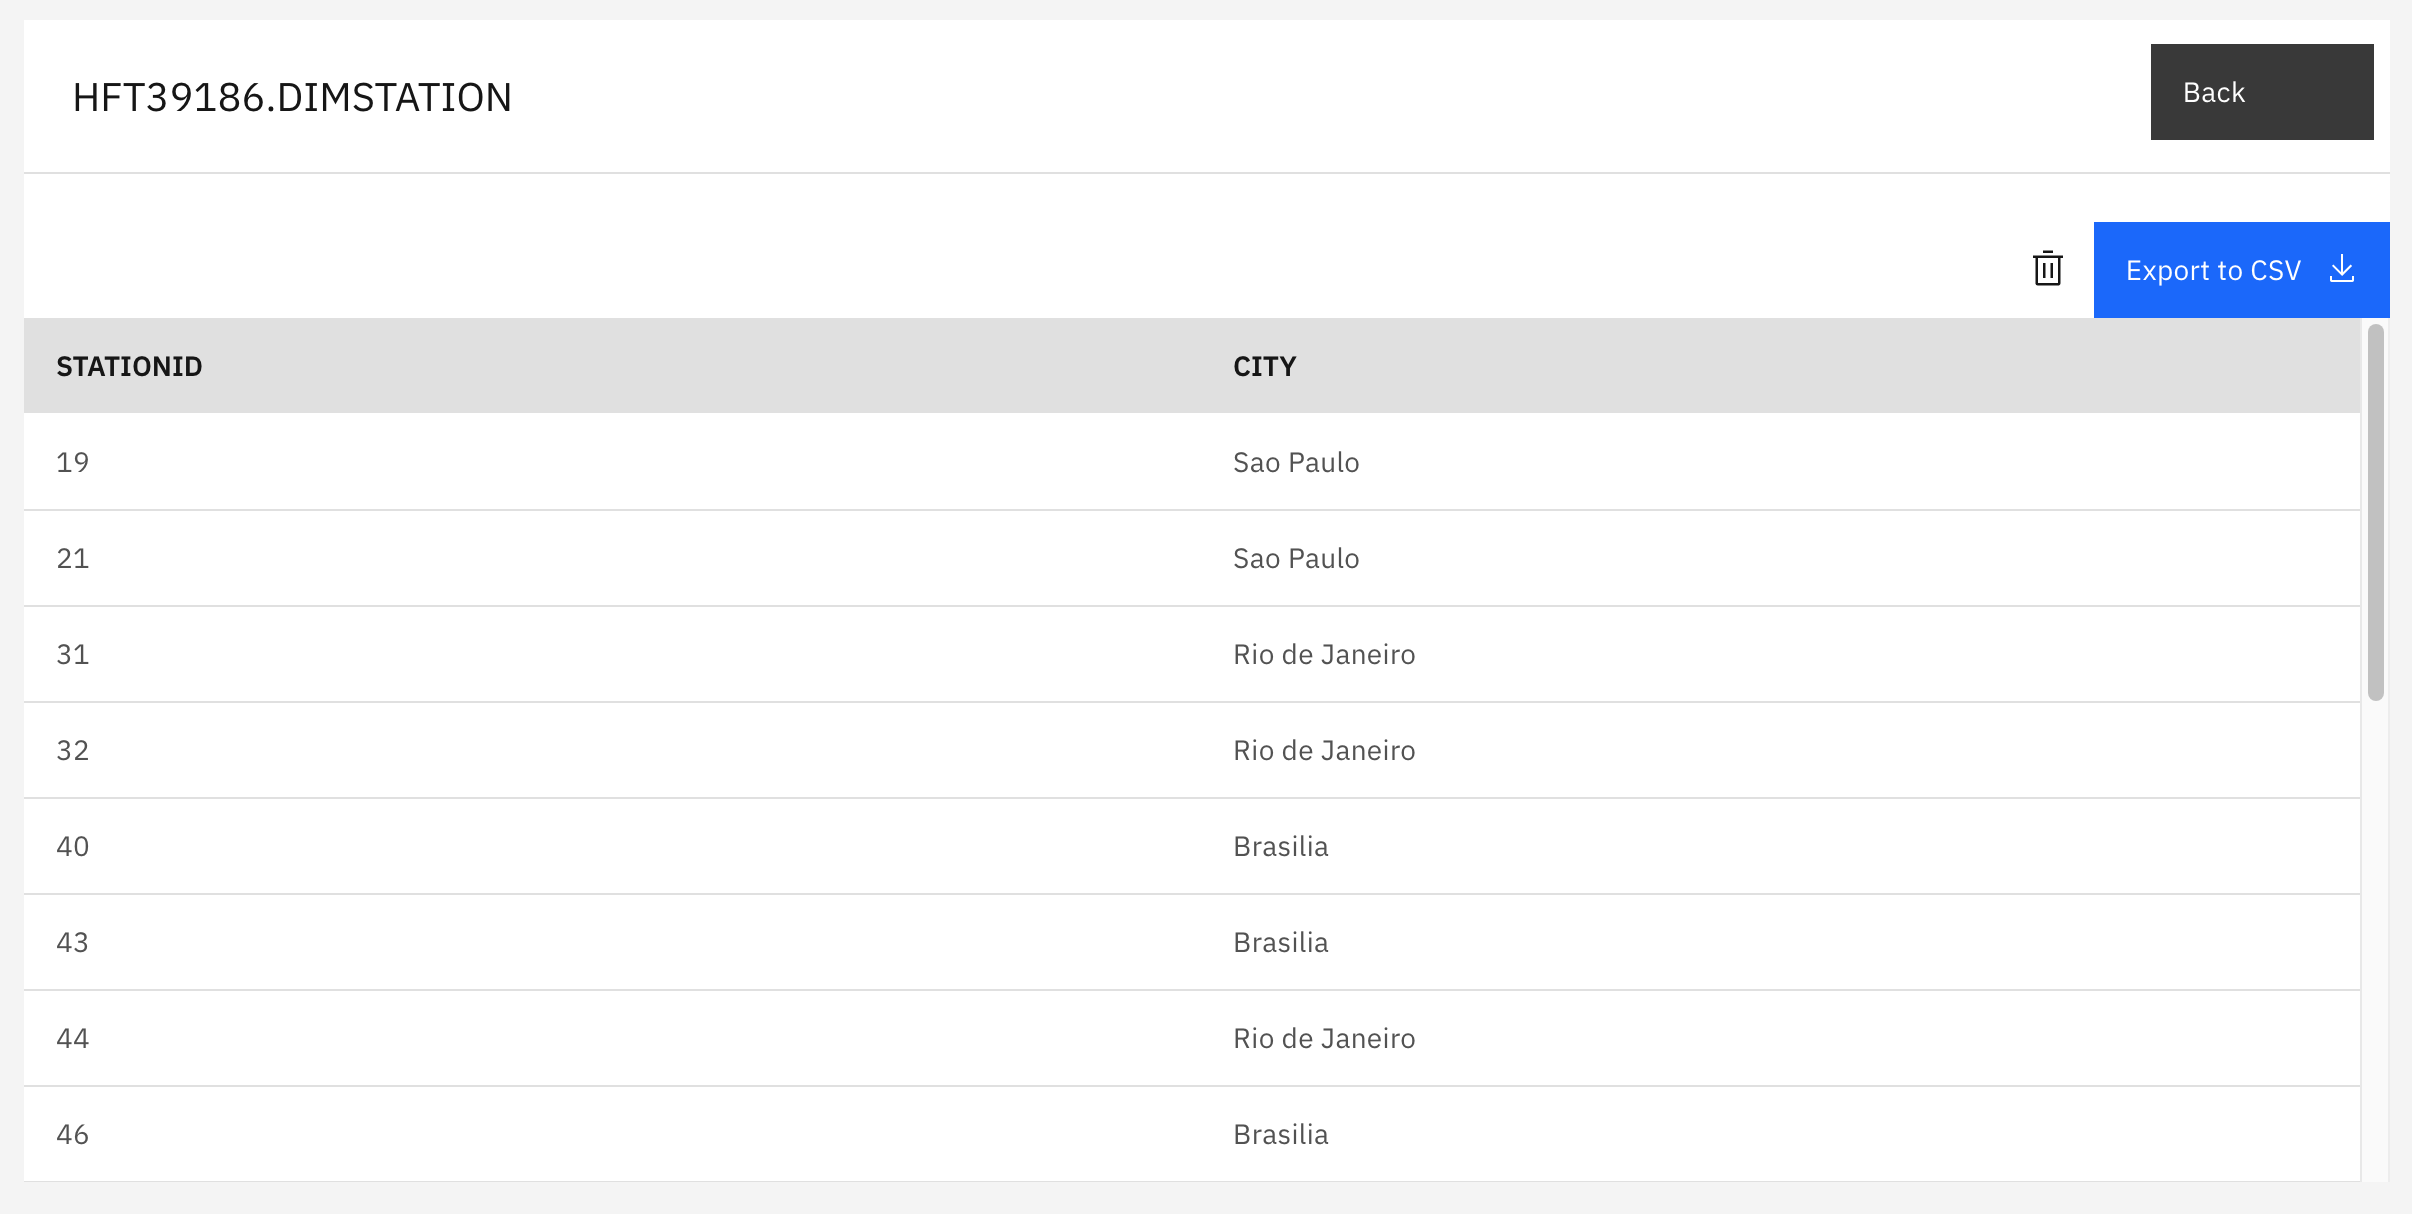 HFT39186.DIMSTATION
Back
Export to CSV
STATIONID CITY
19 Sao Paulo
21 Sao Paulo
31 Rio de Janeiro
32 Rio de Janeiro
40 Brasilia
43 Brasilia
44 Rio de Janeiro
46 Brasilia